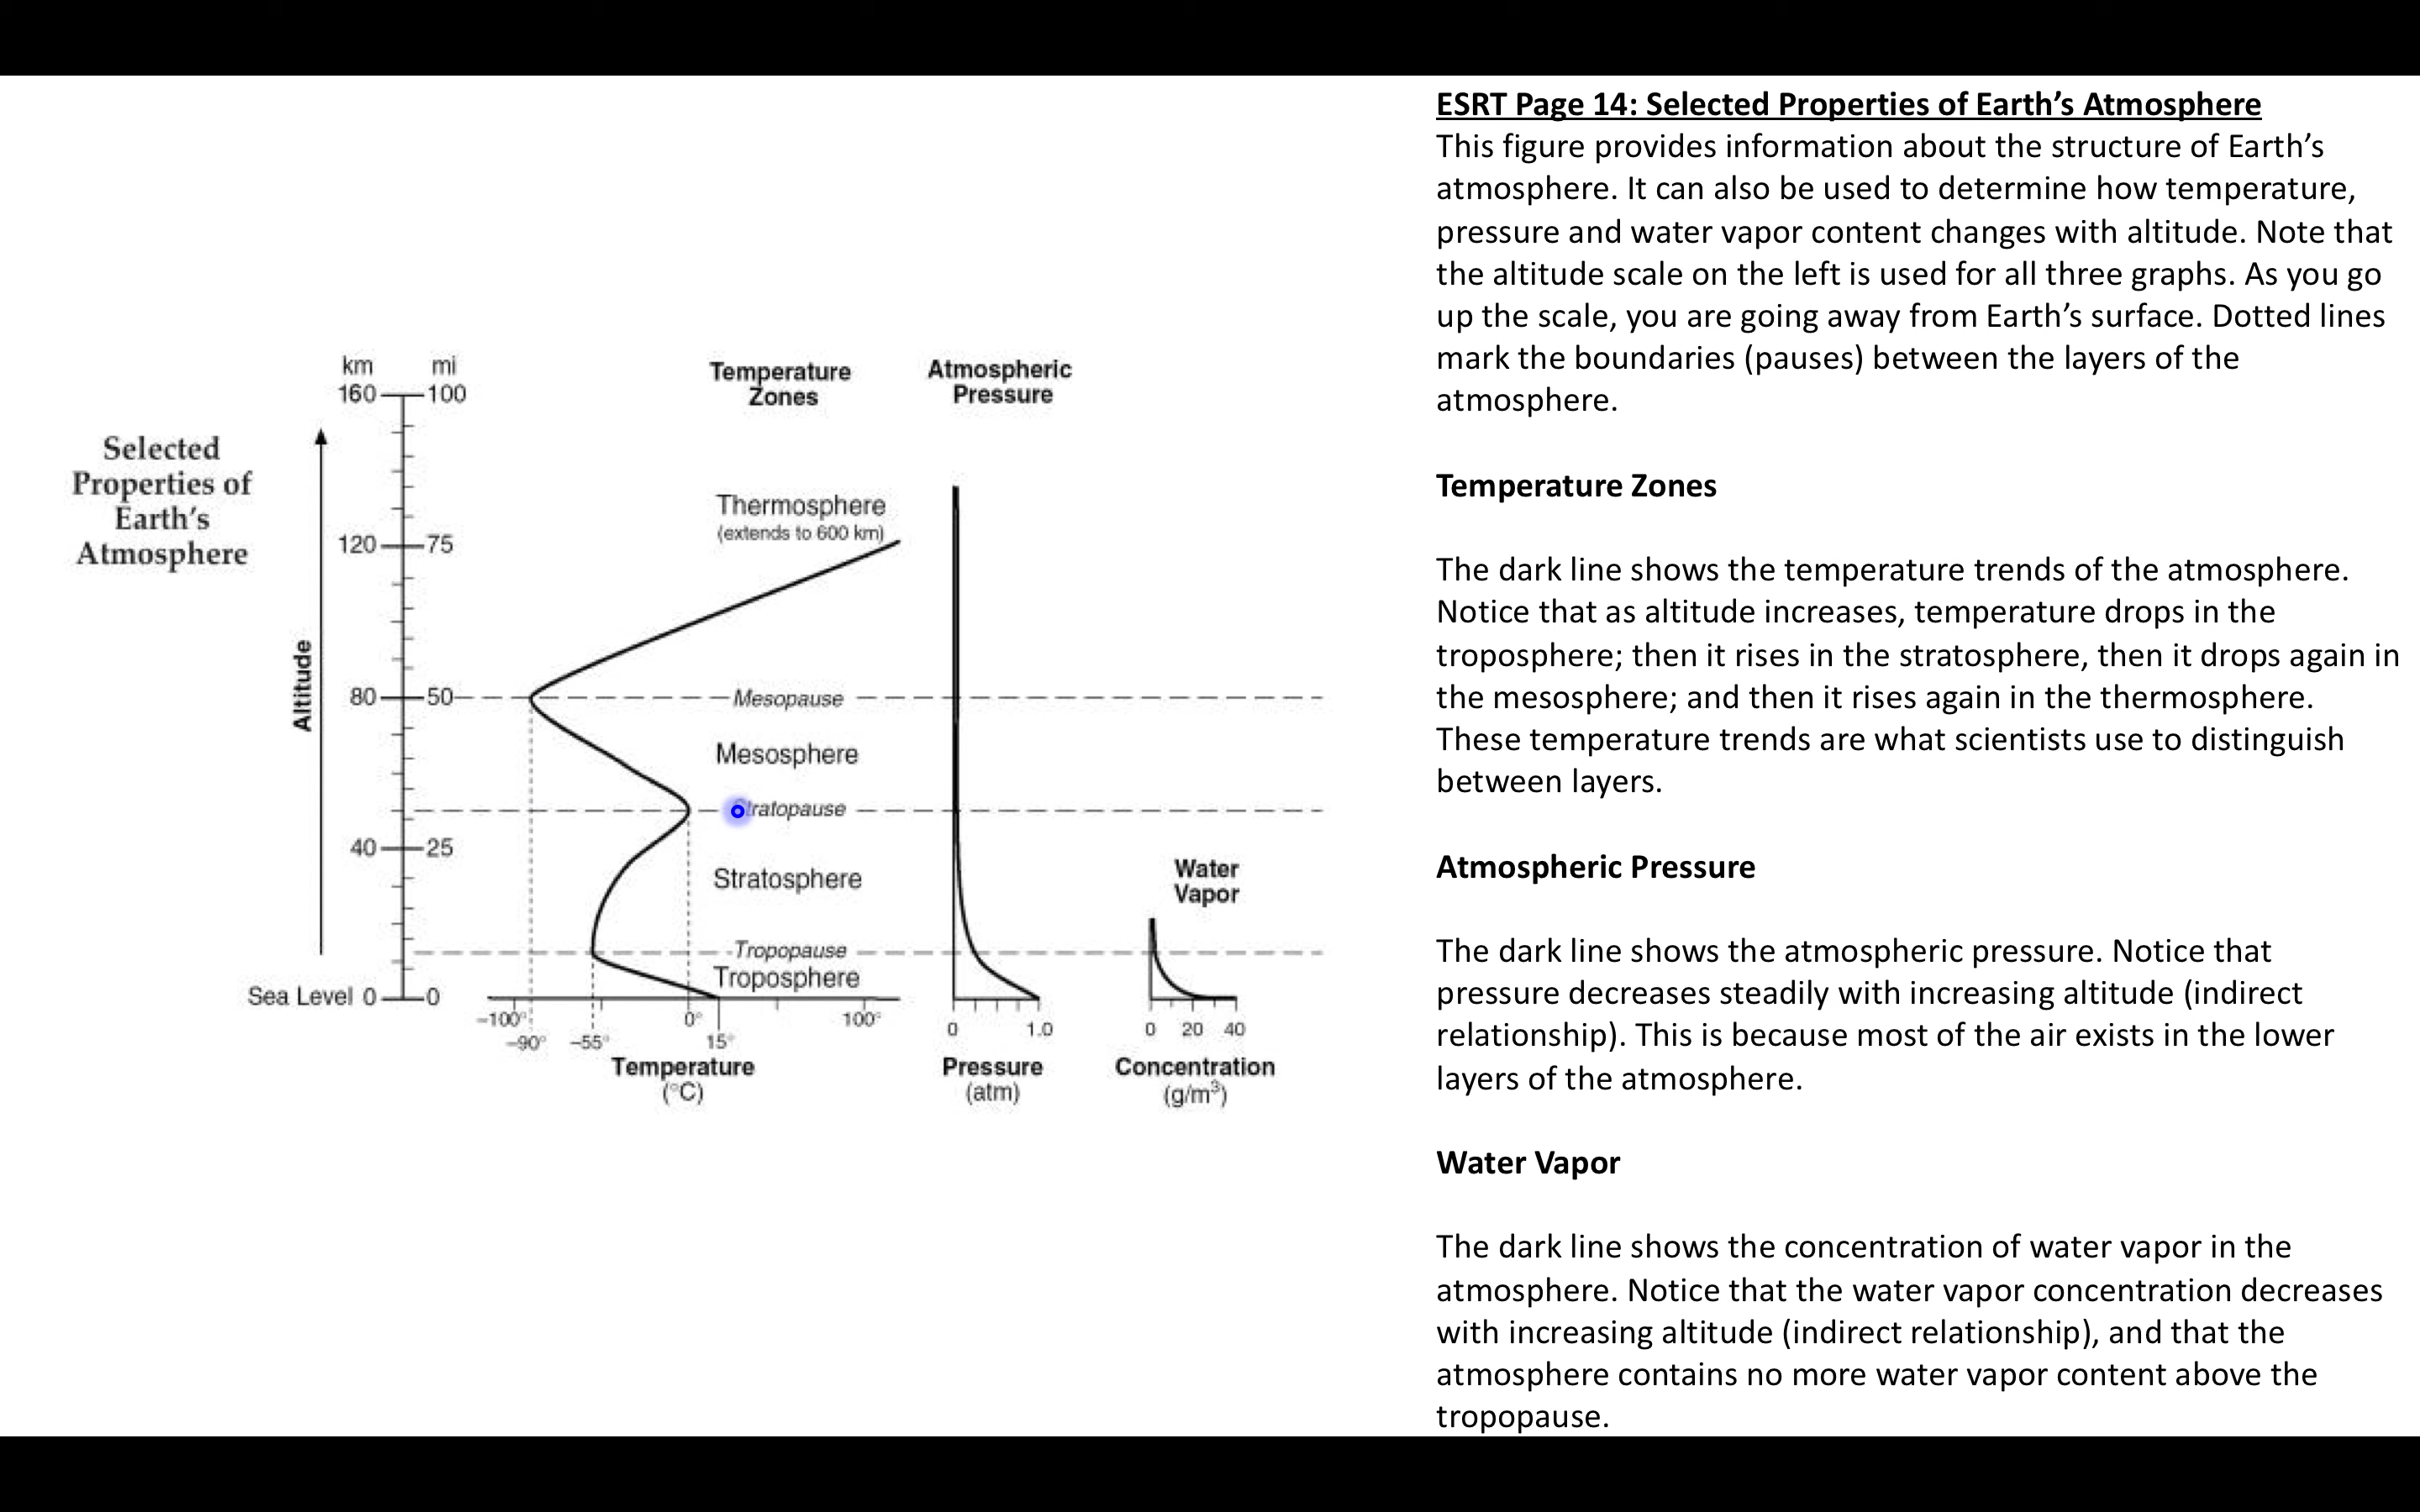 ESRT Page 14: Selected Properties of Earth’s Atmosphere
This figure provides information about the structure of Earth’s
atmosphere. It can also be used to determine how temperature,
pressure and water vapor content changes with altitude. Note that
the altitude scale on the left is used for all three graphs. As you go
up the scale, you are going away from Earth’s surface. Dotted lines
mark the boundaries (pauses) between the layers of the
atmosphere.
Temperature Zones
The dark line shows the temperature trends of the atmosphere.
Notice that as altitude increases, temperature drops in the
troposphere; then it rises in the stratosphere, then it drops again in
the mesosphere; and then it rises again in the thermosphere.
These temperature trends are what scientists use to distinguish
between layers.
Atmospheric Pressure
The dark line shows the atmospheric pressure. Notice that
pressure decreases steadily with increasing altitude (indirect
relationship). This is because most of the air exists in the lower
layers of the atmosphere.
Water Vapor
The dark line shows the concentration of water vapor in the
atmosphere. Notice that the water vapor concentration decreases
with increasing altitude (indirect relationship), and that the
atmosphere contains no more water vapor content above the
tropopause.
Selected
Properties of
Earth’s
Atmosphere
Altitude
km mi
160 100
120 75
80 50
40 25
Sea Level 0 0
Temperature
Zones
Thermosphere
(extends to 600 km)
Mesopause
Mesosphere
tratopause
Stratosphere
Tropopause
Troposphere
–100° 0° 100°
–90° –55° 15°
Temperature
(°C)
Atmospheric
Pressure
0 1.0
Pressure
(atm)
Water
Vapor
0 20 40
Concentration
(g/m³)